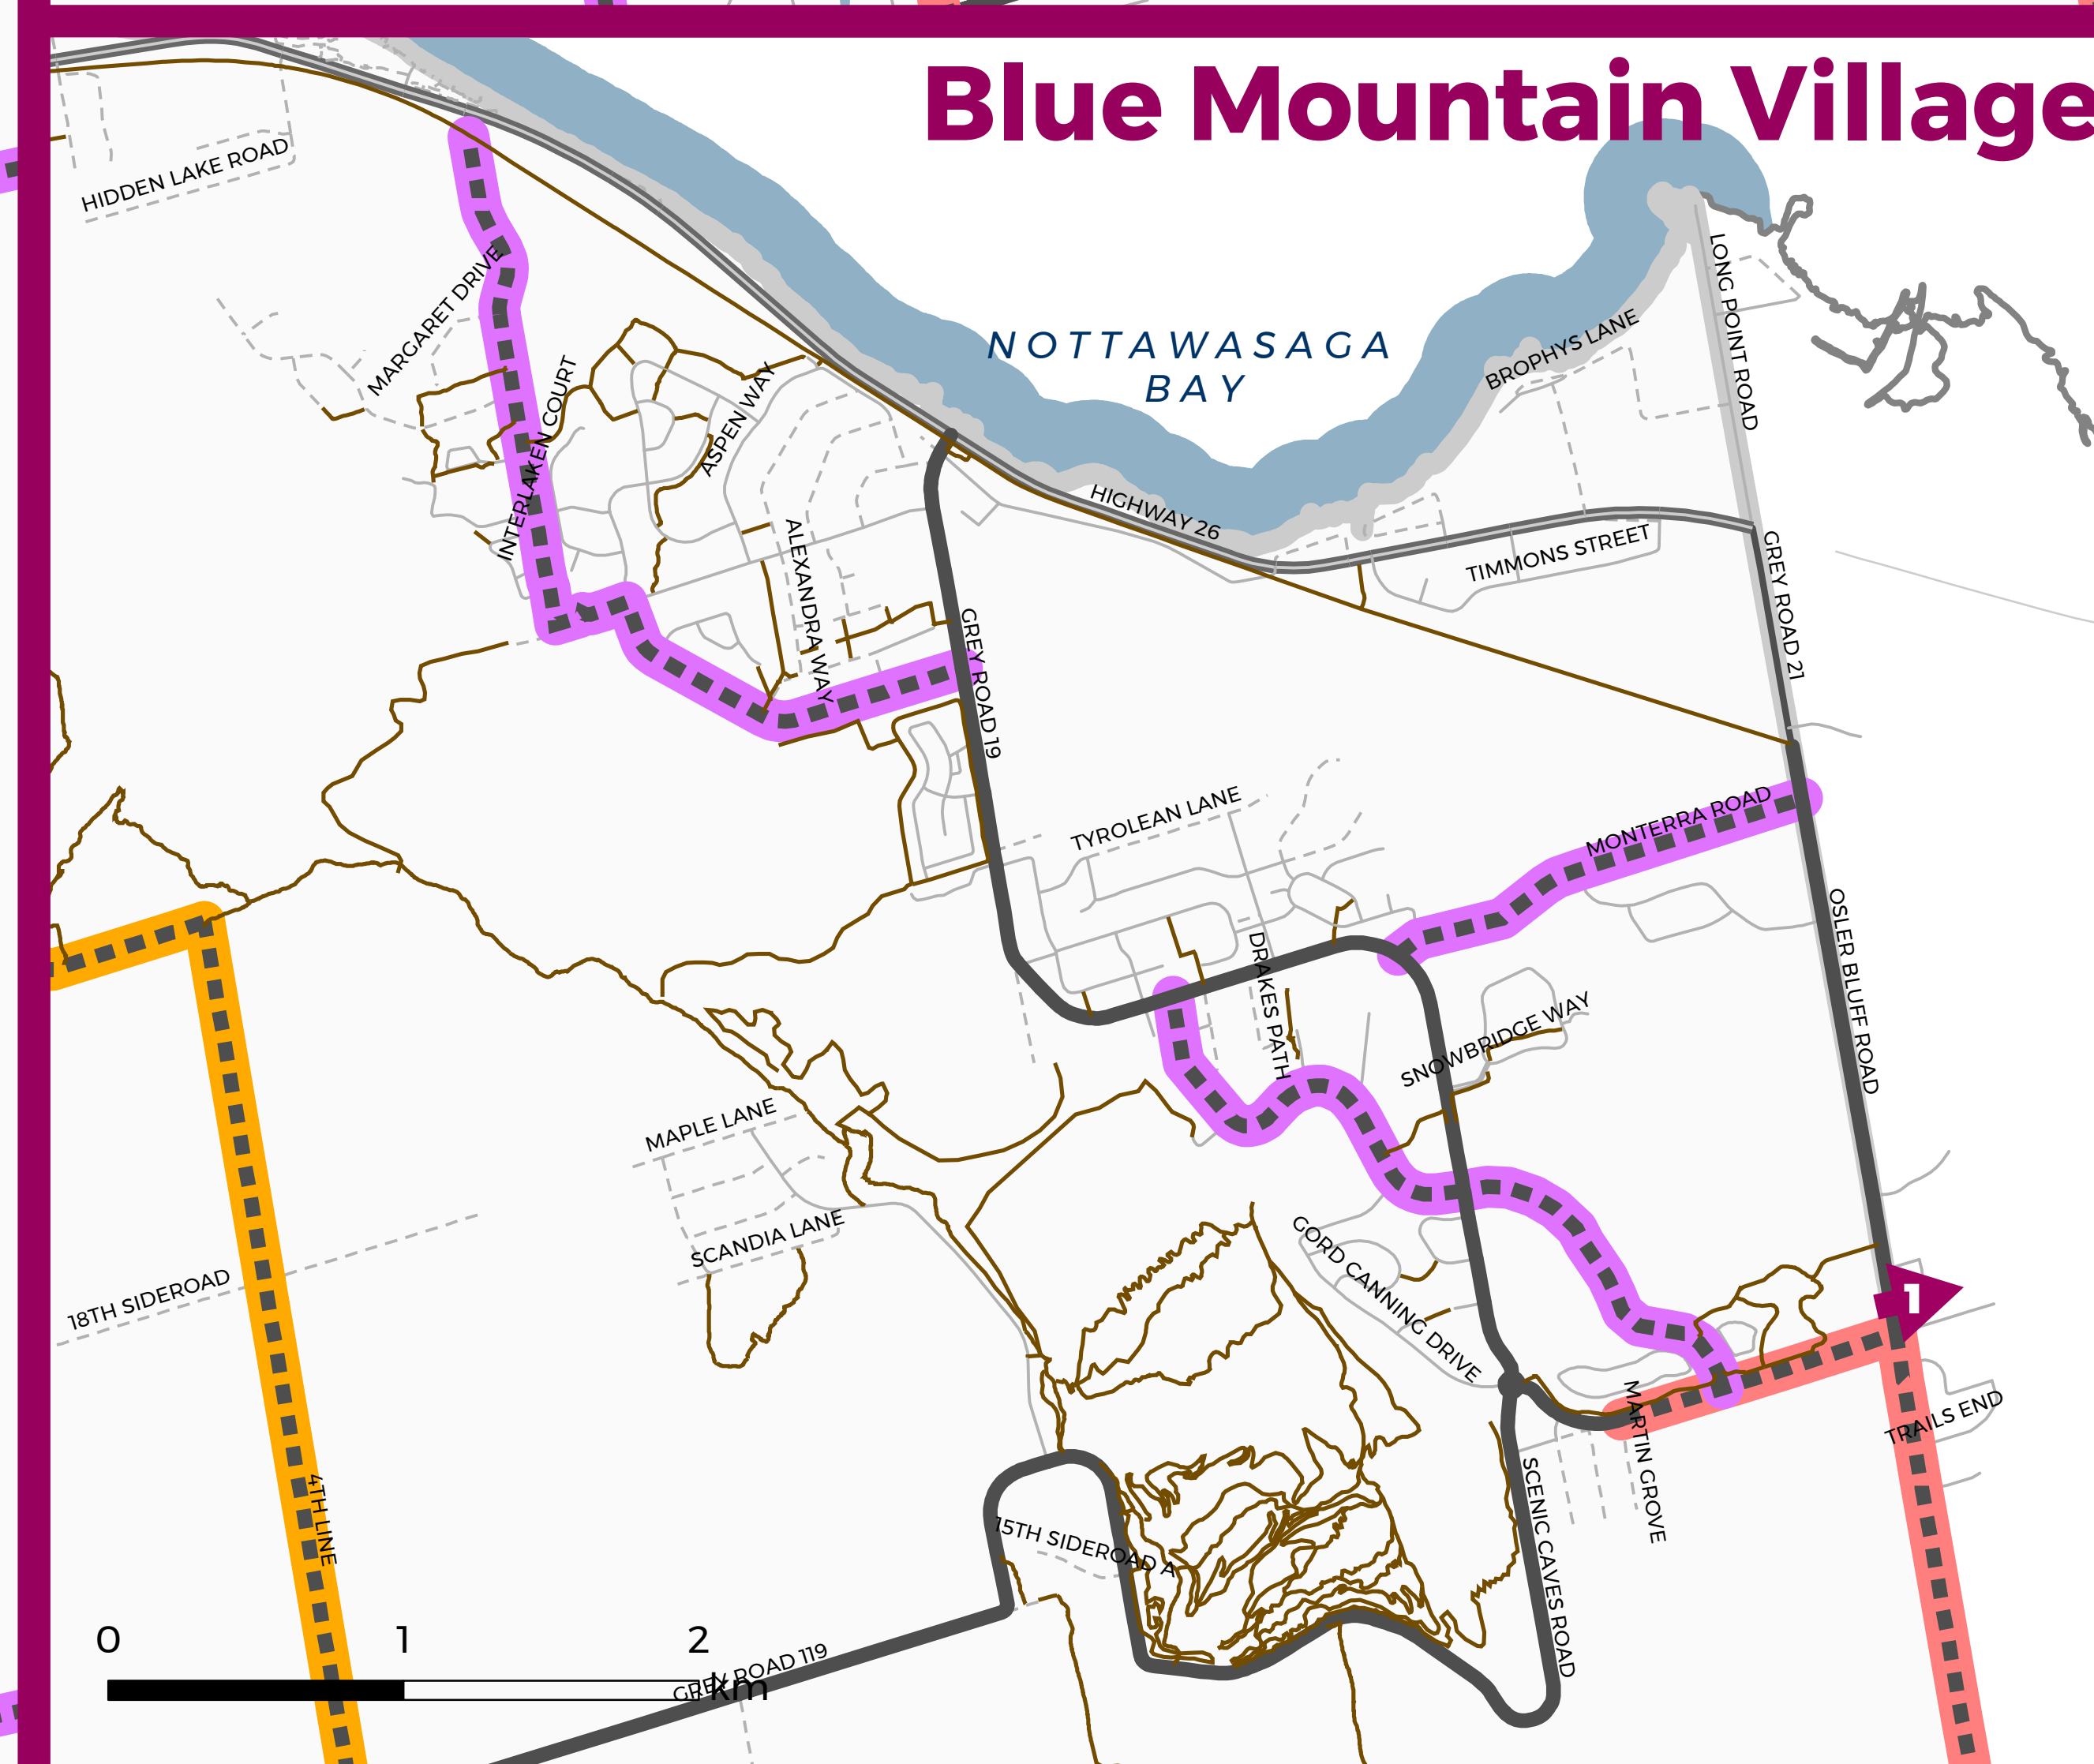 Blue Mountain Village
HIDDEN LAKE ROAD
MARGARET DRIVE
INTERLAKEN COURT
ASPEN WAY
ALEXANDRA WAY
NOTTAWASAGA
BAY
BROPHYS LANE
LONG POINT ROAD
HIGHWAY 26
TIMMONS STREET
GREY ROAD 21
GREY ROAD 19
TYROLEAN LANE
MONTERRA ROAD
OSLER BLUFF ROAD
DRAKES PATH
SNOWBRIDGE WAY
MAPLE LANE
SCANDIA LANE
18TH SIDEROAD
GORD CANNING DRIVE
1
MARTIN GROVE
TRAILS END
4TH LINE
15TH SIDEROAD A
SCENIC CAVES ROAD
GREY ROAD 119
0 1 2
km